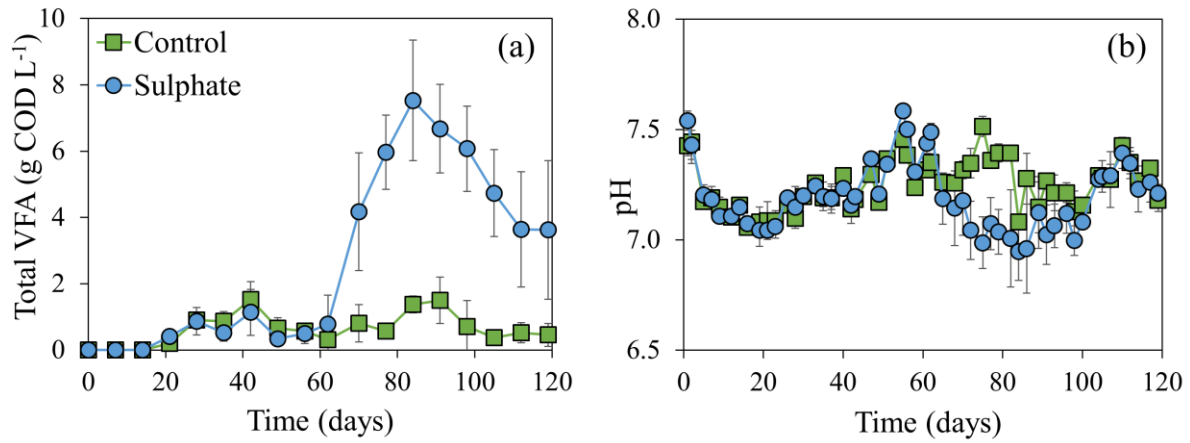 (a)
Control
Sulphate
Total VFA (g COD L⁻¹)
10
8
6
4
2
0
0 20 40 60 80 100 120
Time (days)
(b)
pH
8.0
7.5
7.0
6.5
0 20 40 60 80 100 120
Time (days)